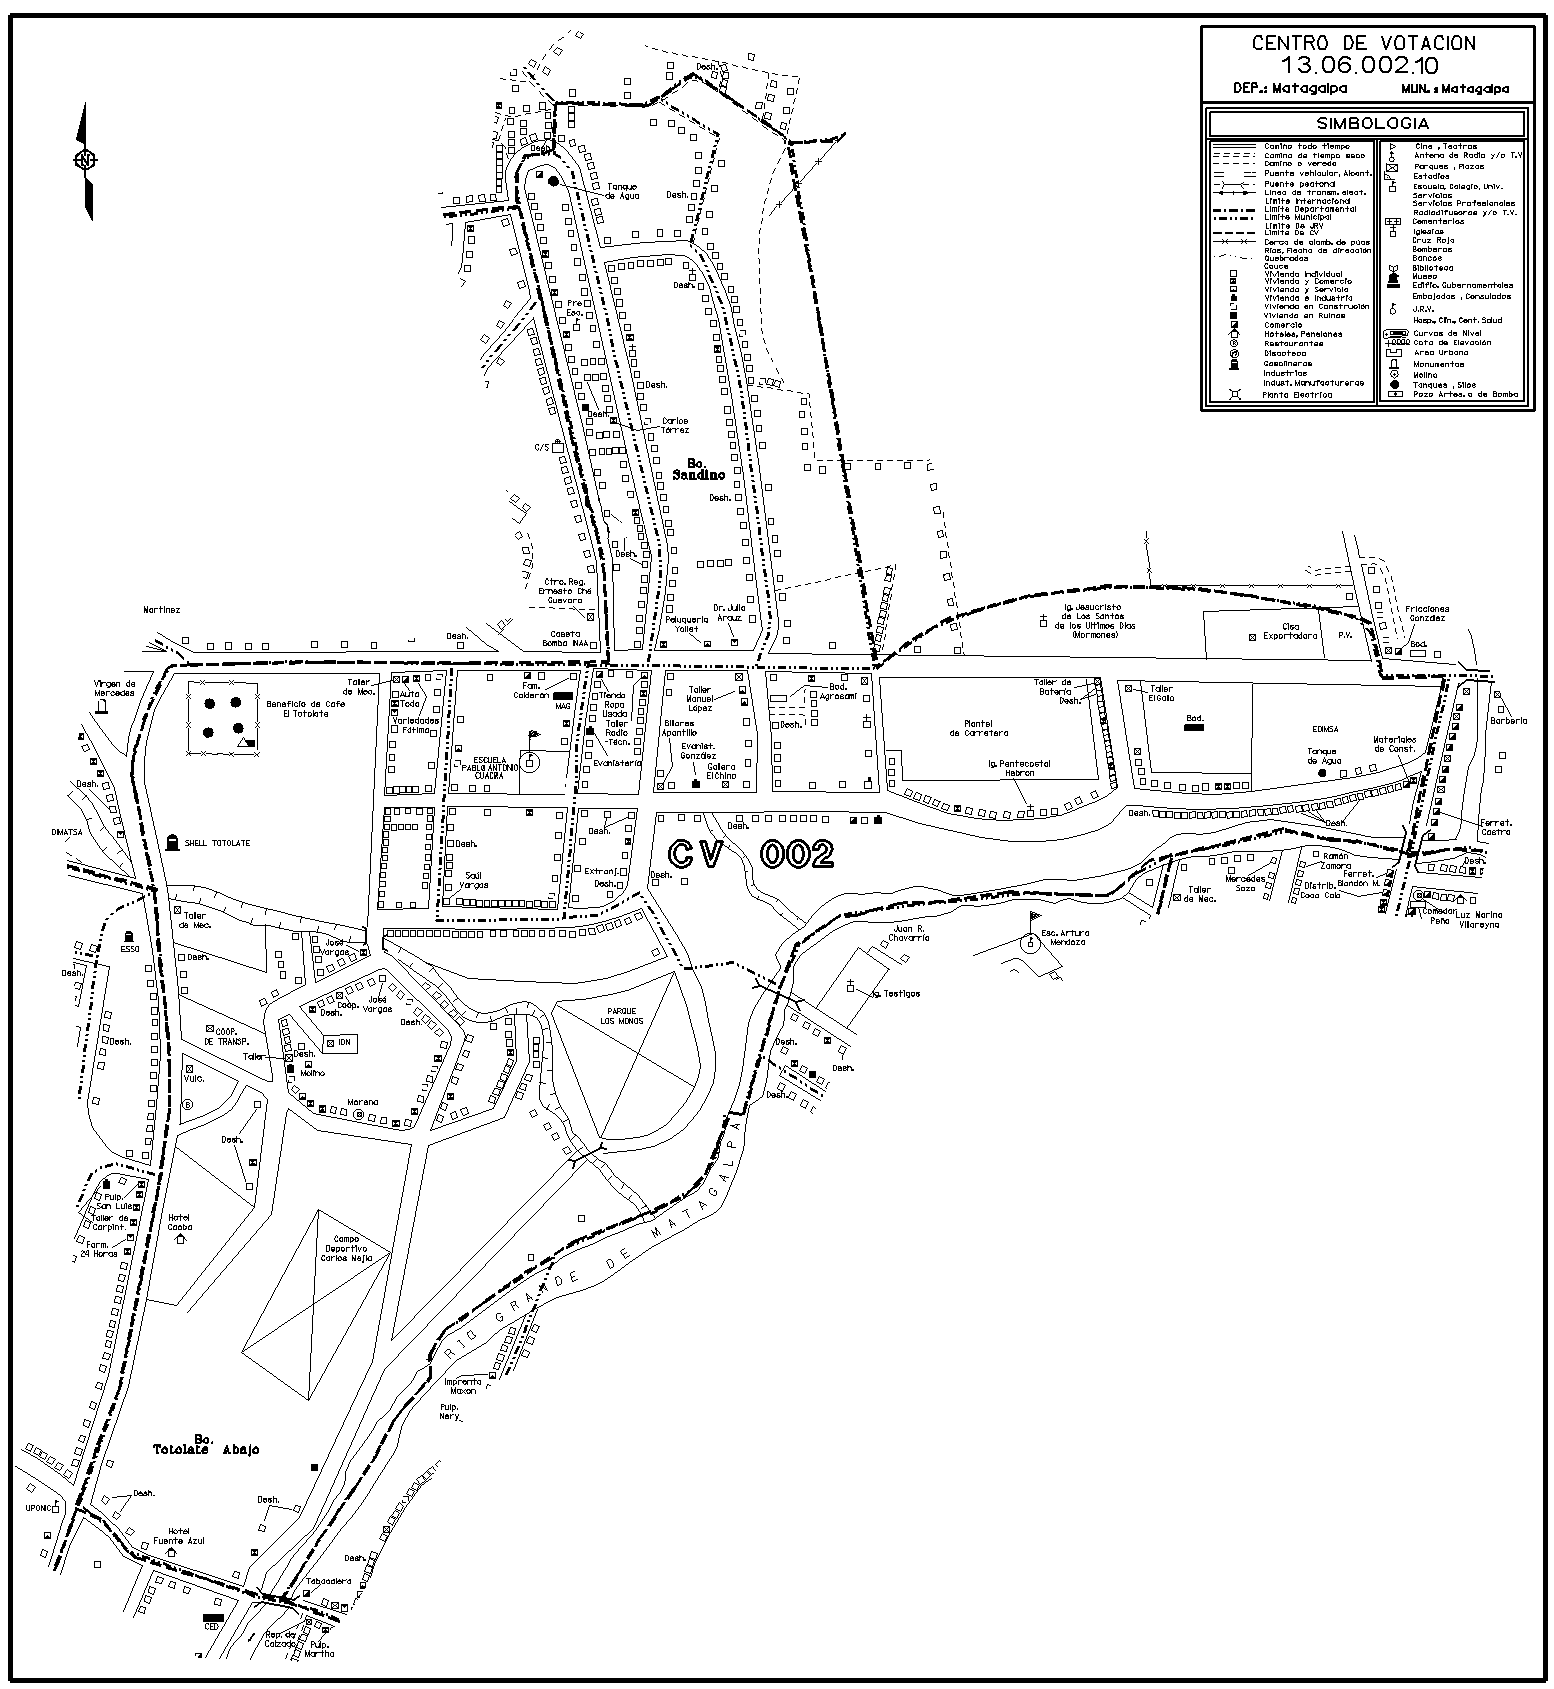 CENTRO DE VOTACION
13.06.002.10
DEP.: Matagalpa MUN.: Matagalpa
SIMBOLOGIA
Camino todo tiempo
Camino de tiempo seco
Camino o vereda
Puente vehicular, Alcant.
Puente peatonal
Linea de transm. elect.
Limite Internacional
Limite Departamental
Limite Municipal
Limite De JRV
Limite De CV
Cerca de alamb. de puas
Rios, Flecha de dirección
Quebradas
Cauce
Vivienda Individual
Vivienda y Comercio
Vivienda y Servicio
Vivienda e Industria
Vivienda en Construción
Vivienda en Ruinas
Comercio
Hoteles, Pensiones
Restaurantes
Discoteca
Gasolineras
Industrias
Indust. Manufactureras
Planta Electrica
Cine , Teatros
Antena de Radio y/o T.V
Parques , Plazas
Estadios
Escuela, Colegio, Univ.
Servicios
Servicios Profesionales
Radiodifusoras y/o T.V.
Cementerios
Iglesias
Cruz Roja
Bomberos
Bancos
Biblioteca
Museo
Edific. Gubernamentales
Embajadas , Consulados
J.R.V.
Hosp., Clin., Cent. Salud
Curvas de Nivel
Cota de Elevación
Area Urbana
Monumentos
Molino
Tanques , Silos
Pozo Artes. o de Bomba
N
Desh.
Desh.
Tanque
de Agua
Desh.
Desh.
Pre
Esc.
Desh.
Desh.
Carlos
Torrez
C/S
Bo.
Sandino
Desh.
Desh.
Ctro. Reg.
Ernesto Che
Guevara
Caseta
Bomba INAA
Peluqueria
Yollet
Dr. Julio
Arauz
Martinez
Desh.
Ig. Jesucristo
de Los Santos
de los Ultimos Dias
(Mormones)
Cisa
Exportadora
P.V.
Fricciones
González
Bod.
Virgen de
Mercedes
Beneficio de Cafe
El Totolate
Taller
de Mec.
Auto
Todo
Variedades
Fátima
Fam.
Calderón
MAG
ESCUELA
PABLO ANTONIO
CUADRA
Tienda
Ropa
Usada
Taller
Radio
-Técn.
Evanisteria
Taller
Manuel
López
Billares
Apantillo
Evanist.
González
Gallera
El Chino
Bod.
Agrosami
Desh.
Plantel
de Carretera
Ig. Pentecostal
Hebron
Taller de
Bateria
Desh.
Taller
El Gallo
Bod.
EDIMSA
Tanque
de Agua
Materiales
de Const.
Barberia
Ferret.
Castro
Desh.
Desh.
Desh.
DIMATSA
SHELL TOTOLATE
Desh.
Saúl
Vargas
Desh.
Extranj.
Desh.
Desh.
Desh.
CV 002
Mercedes
Soza
Ramón
Zamora
Ferret.
Blandón M.
Distrib.
Coca Cola
Desh.
Comedor
Peña
Luz Marina
Villareyna
Taller
de Mec.
Esc. Arturo
Mendoza
Juan R.
Chavarría
Ig. Testigos
Desh.
Desh.
Desh.
Taller
de Mec.
ESSO
Desh.
Desh.
Desh.
José
Vargas
Coop.
Desh.
José
Vargas
Desh.
COOP.
DE TRANSP.
Taller
Desh.
IDN
Molino
Morena
Vulc.
Desh.
PARQUE
LOS MONOS
RIO GRANDE DE MATAGALPA
Pulp.
San Luis
Taller de
Carpint.
Farm.
24 Horas
Hotel
Caoba
Campo
Deportivo
Carlos Mejia
Imprenta
Maxon
Pulp.
Nery
Bo.
Totolate Abajo
Desh.
Desh.
UPONIC
Hotel
Fuente Azul
Desh.
Tabacalera
CED
Rep. de
Calzado
Pulp.
Martha